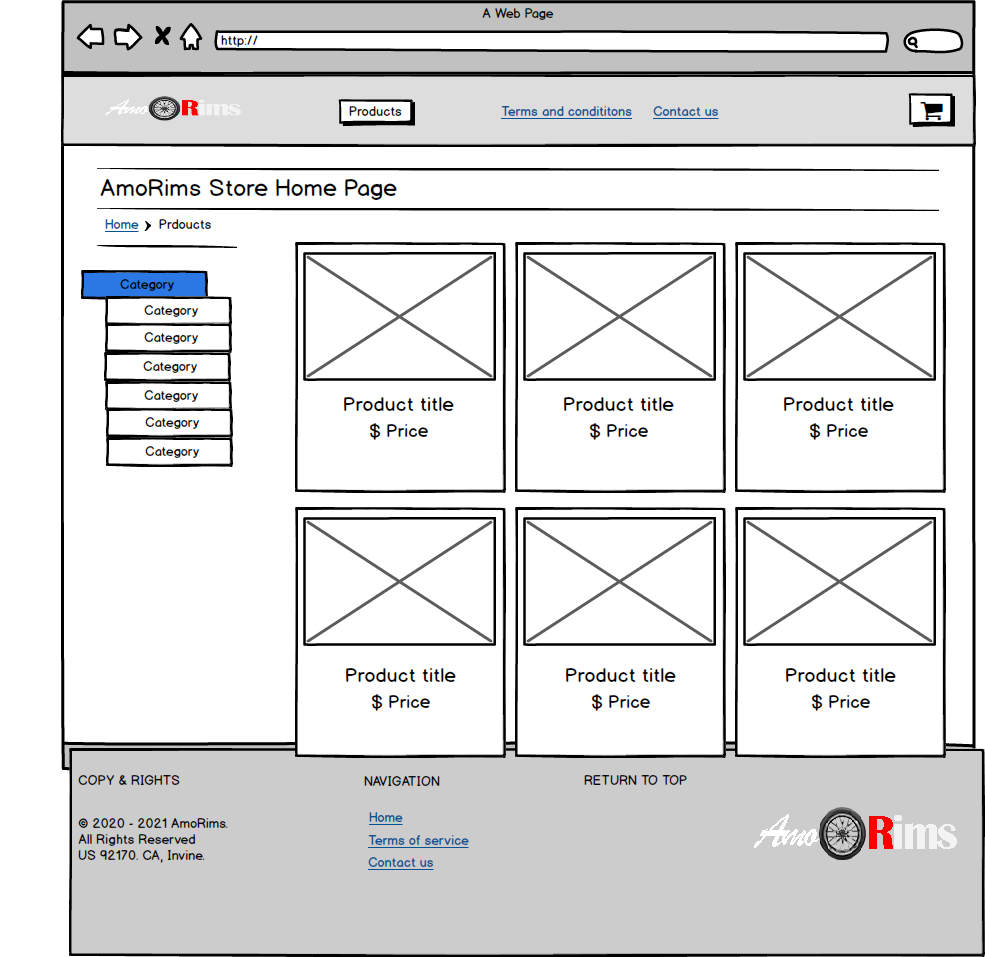 A Web Page
http://
AmoRims
Products
Terms and condititons
Contact us
AmoRims Store Home Page
Home
Prdoucts
Category
Category
Category
Category
Category
Category
Category
Product title
$ Price
Product title
$ Price
Product title
$ Price
Product title
$ Price
Product title
$ Price
Product title
$ Price
COPY & RIGHTS
© 2020 - 2021 AmoRims.
All Rights Reserved
US 92170. CA, Invine.
NAVIGATION
Home
Terms of service
Contact us
RETURN TO TOP
AmoRims